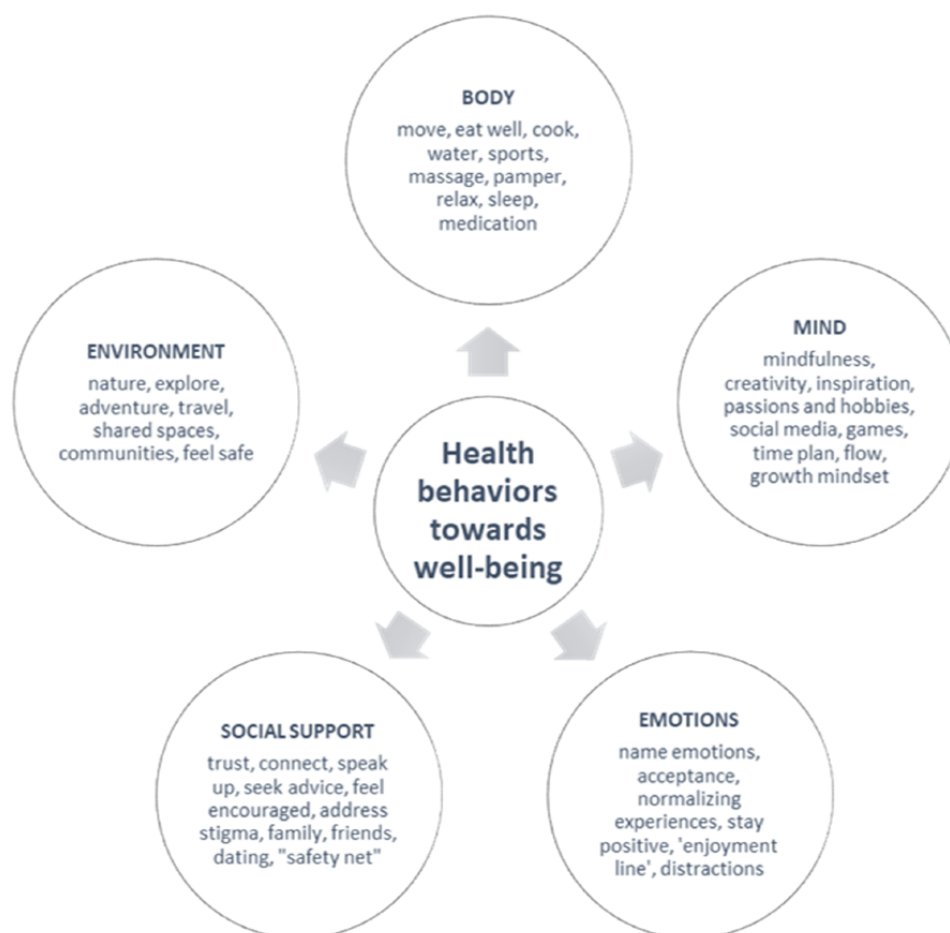 BODY
move, eat well, cook,
water, sports,
massage, pamper,
relax, sleep,
medication
ENVIRONMENT
nature, explore,
adventure, travel,
shared spaces,
communities, feel safe
MIND
mindfulness,
creativity, inspiration,
passions and hobbies,
social media, games,
time plan, flow,
growth mindset
Health
behaviors
towards
well-being
SOCIAL SUPPORT
trust, connect, speak
up, seek advice, feel
encouraged, address
stigma, family, friends,
dating, "safety net"
EMOTIONS
name emotions,
acceptance,
normalizing
experiences, stay
positive, 'enjoyment
line', distractions